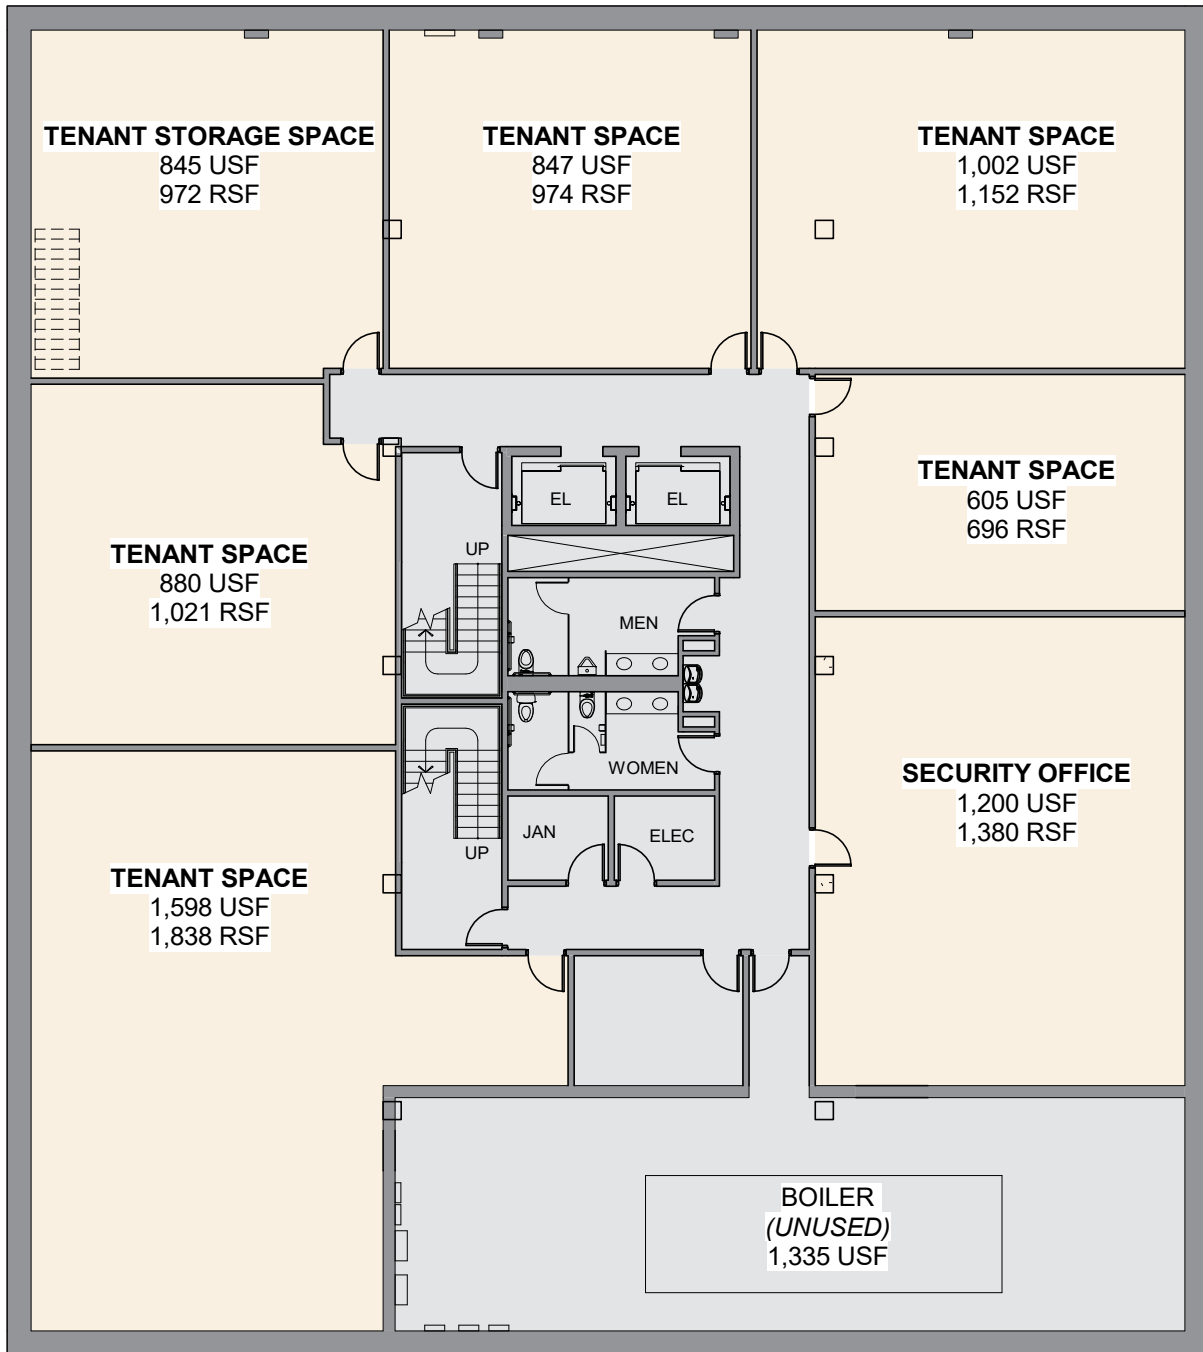 TENANT STORAGE SPACE
845 USF
972 RSF
TENANT SPACE
847 USF
974 RSF
TENANT SPACE
1,002 USF
1,152 RSF
TENANT SPACE
605 USF
696 RSF
EL
EL
UP
TENANT SPACE
880 USF
1,021 RSF
MEN
WOMEN
SECURITY OFFICE
1,200 USF
1,380 RSF
JAN
ELEC
UP
TENANT SPACE
1,598 USF
1,838 RSF
BOILER
(UNUSED)
1,335 USF